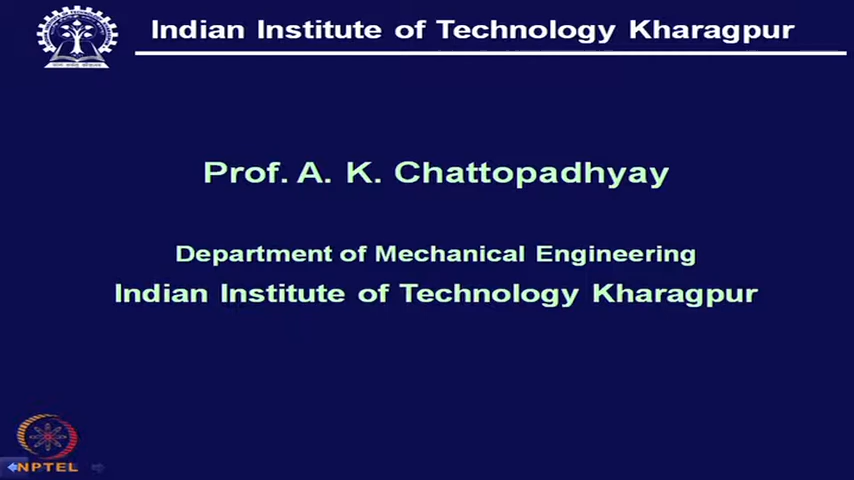 Indian Institute of Technology Kharagpur
Prof. A. K. Chattopadhyay
Department of Mechanical Engineering
Indian Institute of Technology Kharagpur
NPTEL